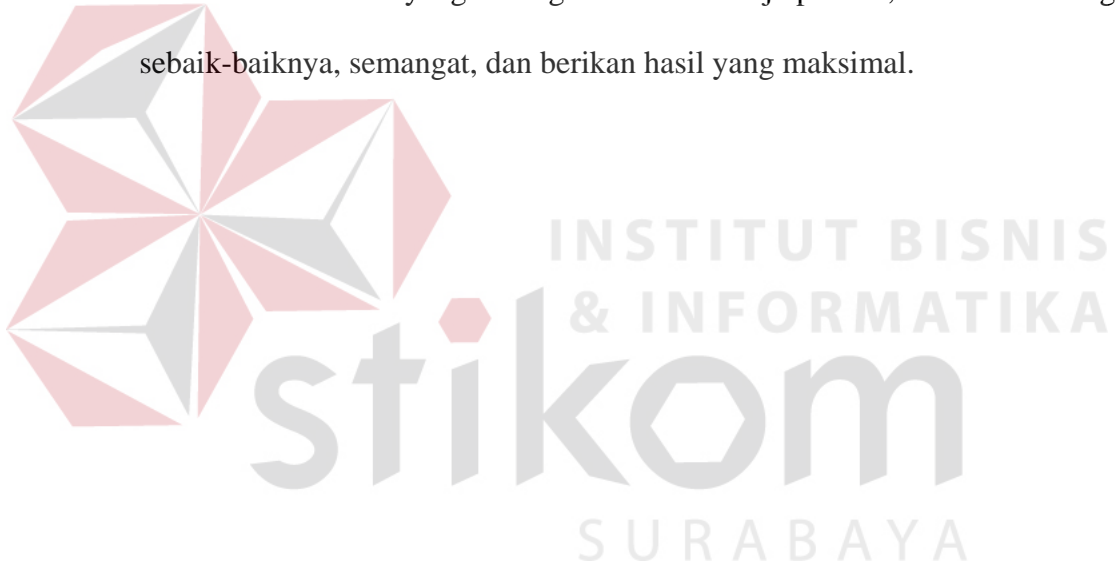 sebaik-baiknya, semangat, dan berikan hasil yang maksimal.
INSTITUT BISNIS
& INFORMATIKA
stikom
SURABAYA